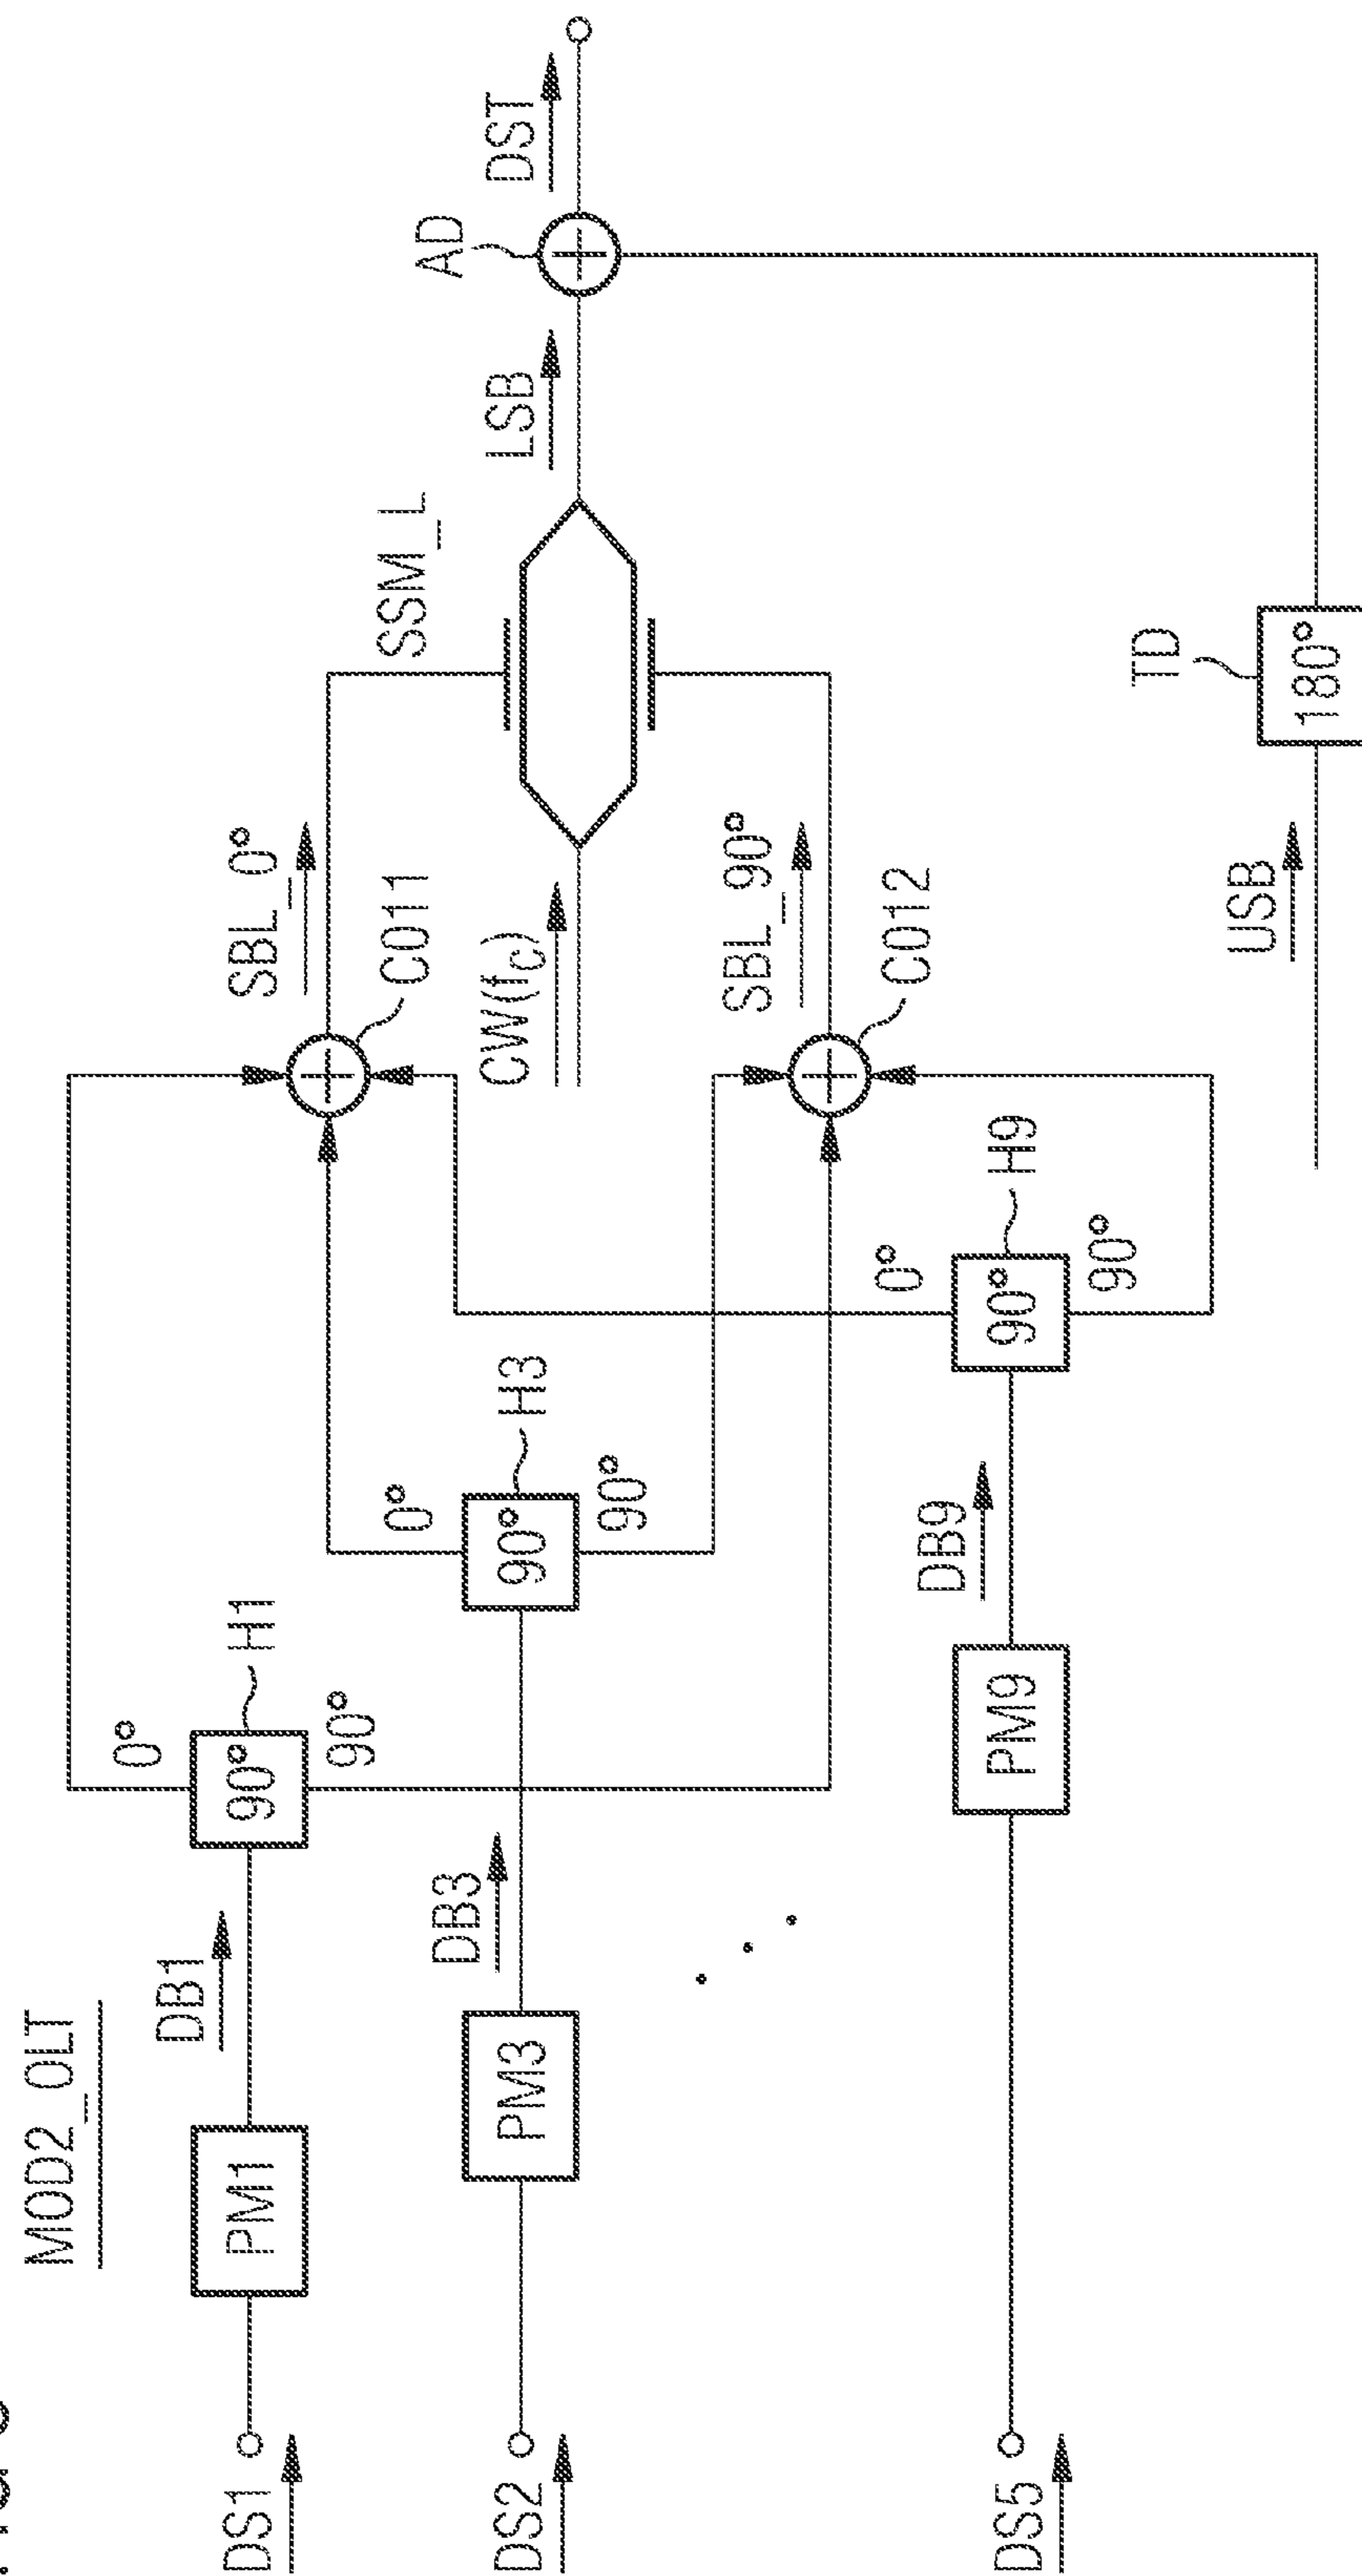 MOD2_OLT
DS1
PM1
DB1
0°
90°
H1
90°
DS2
PM3
DB3
0°
90°
H3
90°
DS5
PM9
DB9
0°
90°
H9
90°
SBL_0°
CO11
CW(fC)
SBL_90°
CO12
SSM_L
LSB
AD
DST
USB
TD
180°